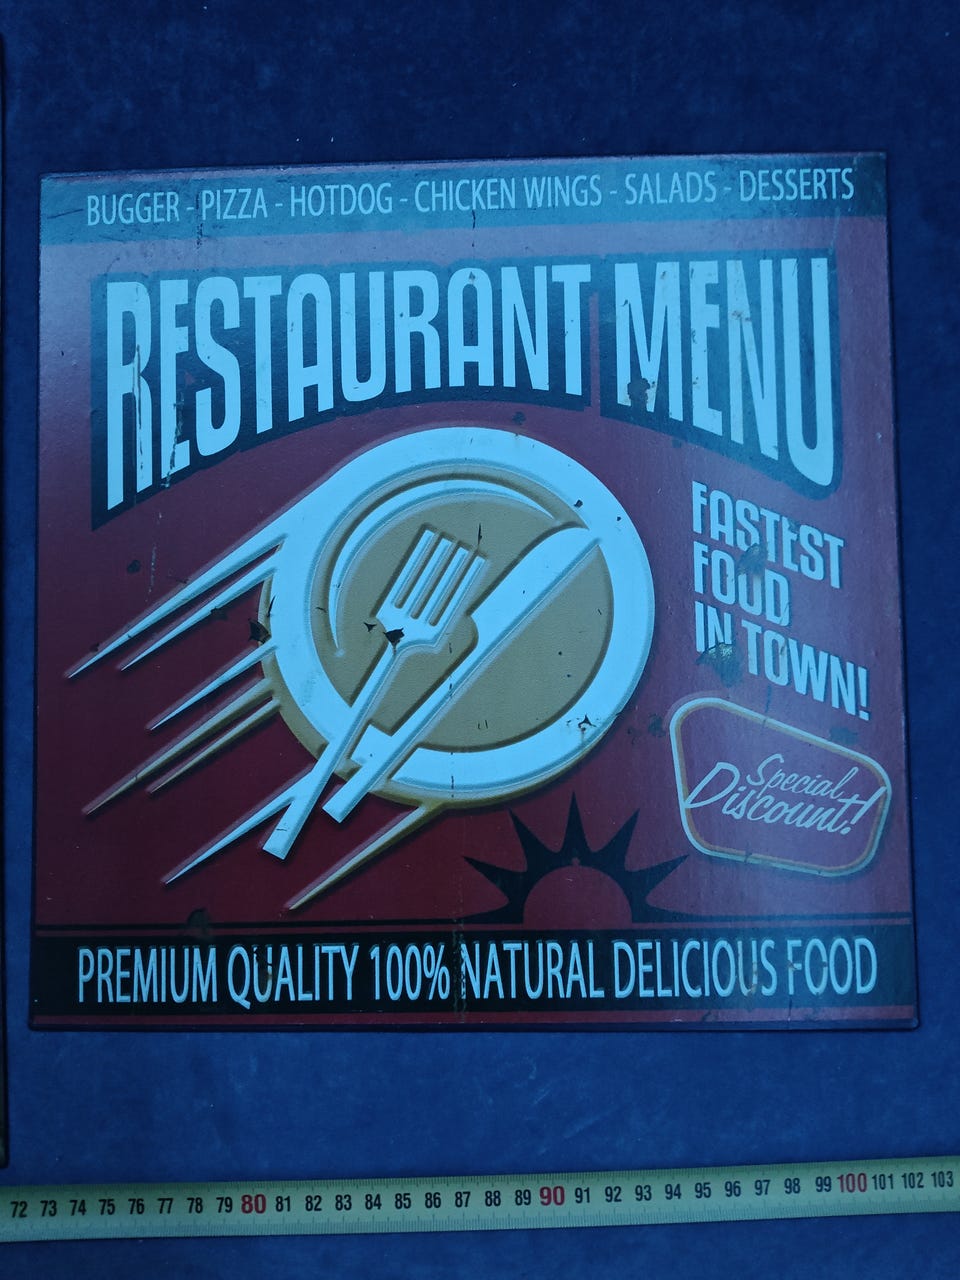 BUGGER - PIZZA - HOTDOG - CHICKEN WINGS - SALADS - DESSERTS
RESTAURANT MENU
FASTEST
FOOD
IN TOWN!
Special
Discount!
PREMIUM QUALITY 100% NATURAL DELICIOUS FOOD
72 73 74 75 76 77 78 79 80 81 82 83 84 85 86 87 88 89 90 91 92 93 94 95 96 97 98 99 100 101 102 103